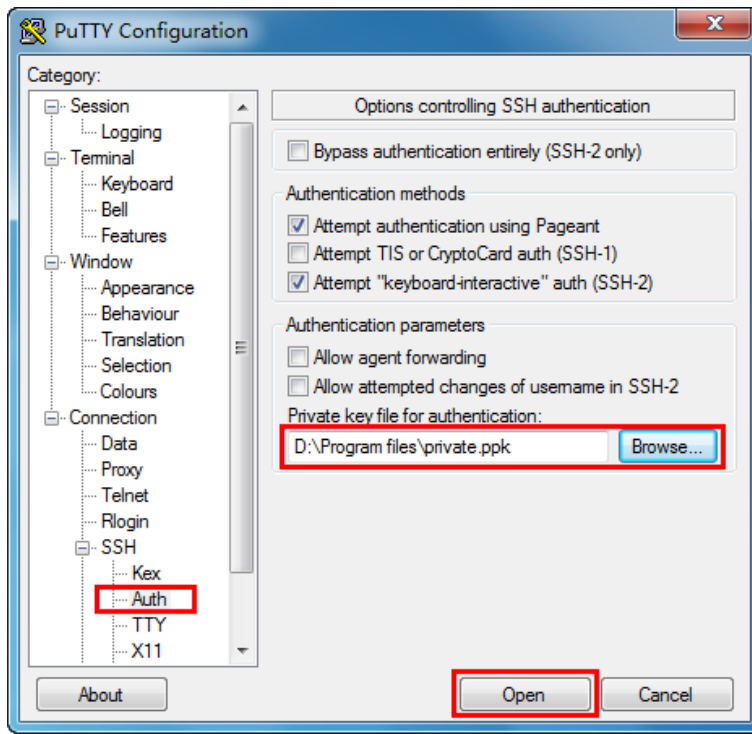 PuTTY Configuration
Category:
Session
Logging
Terminal
Keyboard
Bell
Features
Window
Appearance
Behaviour
Translation
Selection
Colours
Connection
Data
Proxy
Telnet
Rlogin
SSH
Kex
Auth
TTY
X11
Options controlling SSH authentication
Bypass authentication entirely (SSH-2 only)
Authentication methods
Attempt authentication using Pageant
Attempt TIS or CryptoCard auth (SSH-1)
Attempt "keyboard-interactive" auth (SSH-2)
Authentication parameters
Allow agent forwarding
Allow attempted changes of username in SSH-2
Private key file for authentication:
D:\Program files\private.ppk Browse...
About Open Cancel